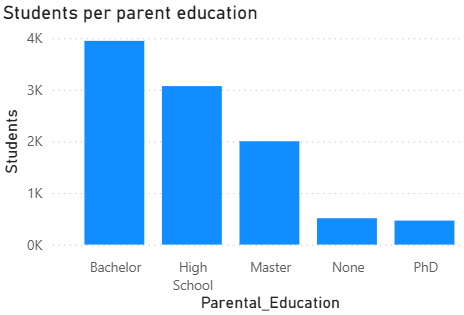 Students per parent education
4K
3K
2K
1K
0K
Students
Bachelor
High
School
Master
None
PhD
Parental_Education